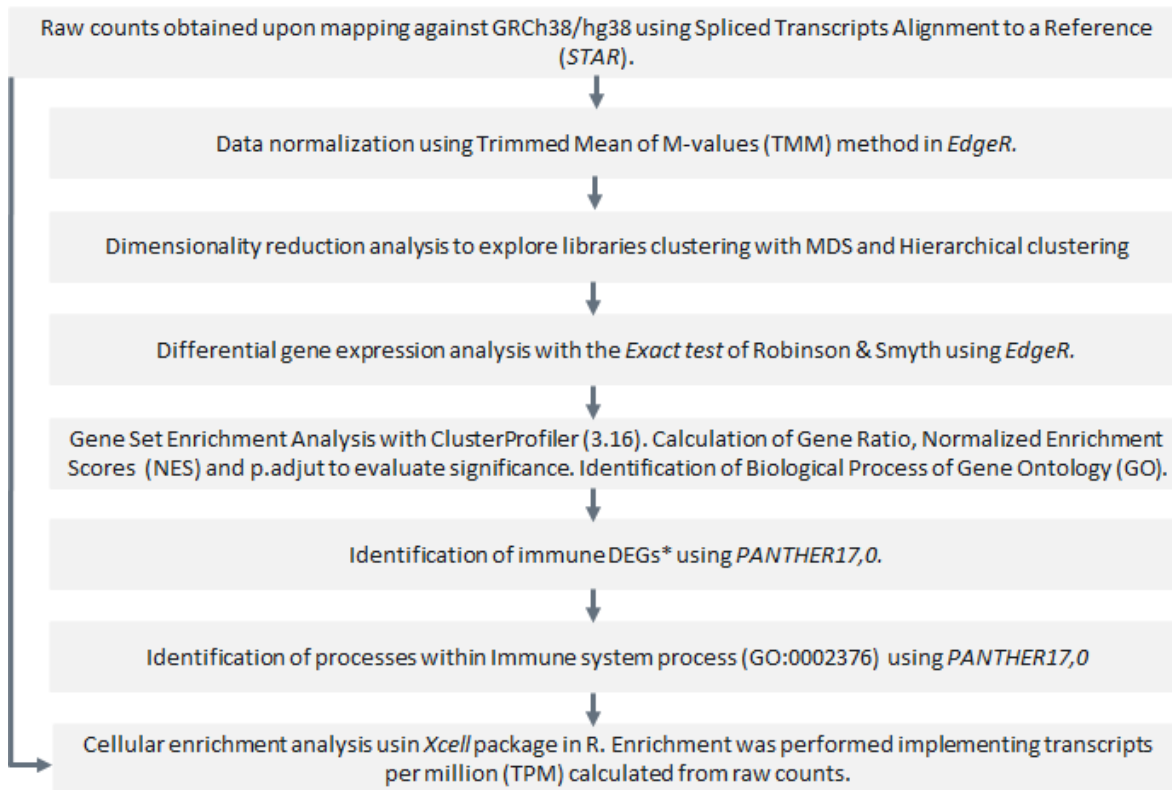 Raw counts obtained upon mapping against GRCh38/hg38 using Spliced Transcripts Alignment to a Reference
(STAR).
Data normalization using Trimmed Mean of M-values (TMM) method in EdgeR.
Dimensionality reduction analysis to explore libraries clustering with MDS and Hierarchical clustering
Differential gene expression analysis with the Exact test of Robinson & Smyth using EdgeR.
Gene Set Enrichment Analysis with ClusterProfiler (3.16). Calculation of Gene Ratio, Normalized Enrichment
Scores (NES) and p.adjut to evaluate significance. Identification of Biological Process of Gene Ontology (GO).
Identification of immune DEGs* using PANTHER17,0.
Identification of processes within Immune system process (GO:0002376) using PANTHER17,0
Cellular enrichment analysis usin Xcell package in R. Enrichment was performed implementing transcripts
per million (TPM) calculated from raw counts.